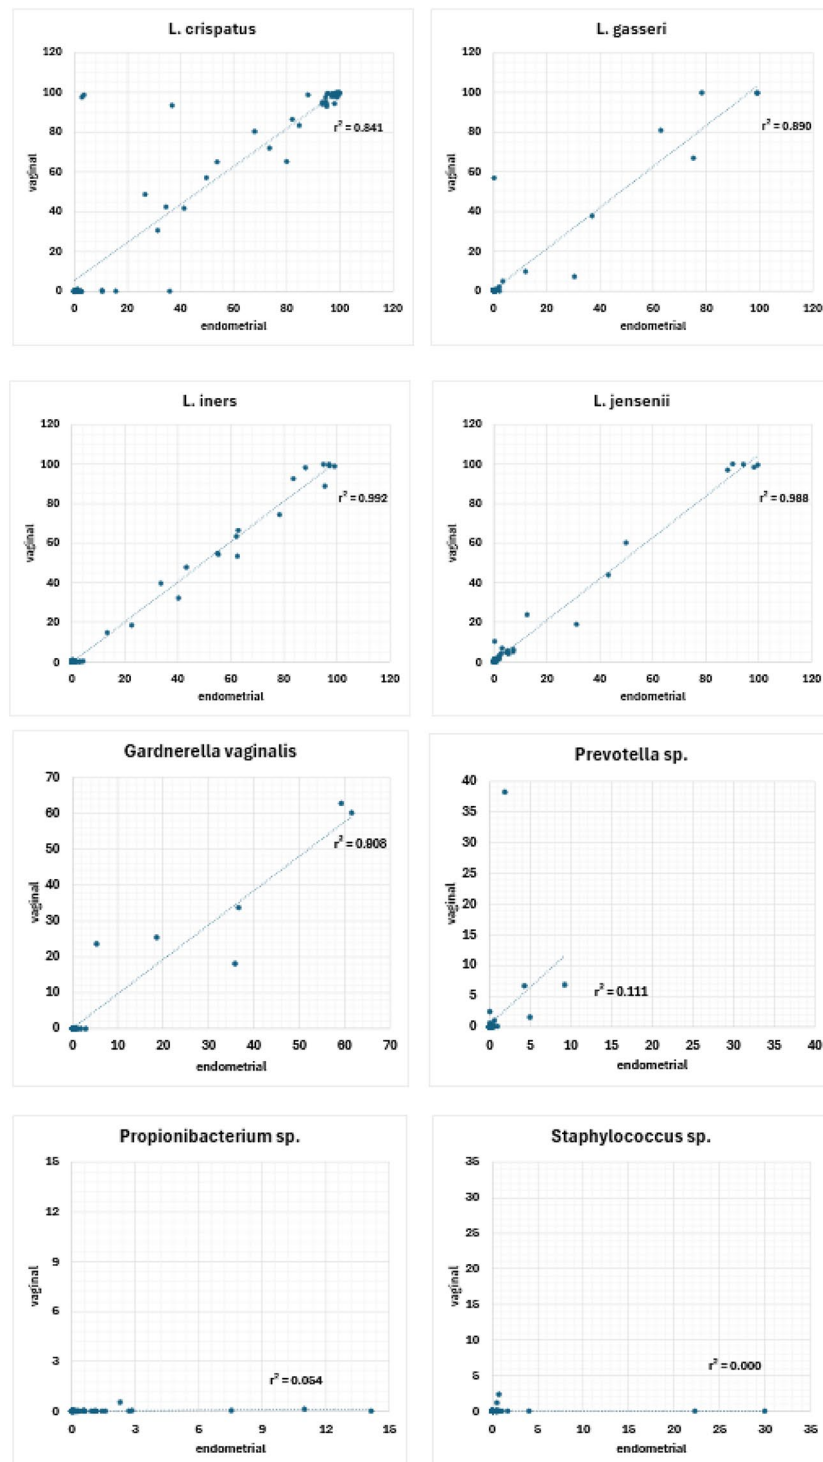 L. crispatus
120
100
80
60
40
20
0
vaginal
r² = 0.841
0 20 40 60 80 100 120
endometrial
L. gasseri
120
100
80
60
40
20
0
vaginal
r² = 0.890
0 20 40 60 80 100 120
endometrial
L. iners
120
100
80
60
40
20
0
vaginal
r² = 0.992
0 20 40 60 80 100 120
endometrial
L. jensenii
120
100
80
60
40
20
0
vaginal
r² = 0.988
0 20 40 60 80 100 120
endometrial
Gardnerella vaginalis
70
60
50
40
30
20
10
0
vaginal
r² = 0.808
0 10 20 30 40 50 60 70
endometrial
Prevotella sp.
40
35
30
25
20
15
10
5
0
vaginal
r² = 0.111
0 5 10 15 20 25 30 35 40
endometrial
Propionibacterium sp.
15
12
9
6
3
0
vaginal
r² = 0.054
0 3 6 9 12 15
endometrial
Staphylococcus sp.
35
30
25
20
15
10
5
0
vaginal
r² = 0.000
0 5 10 15 20 25 30 35
endometrial